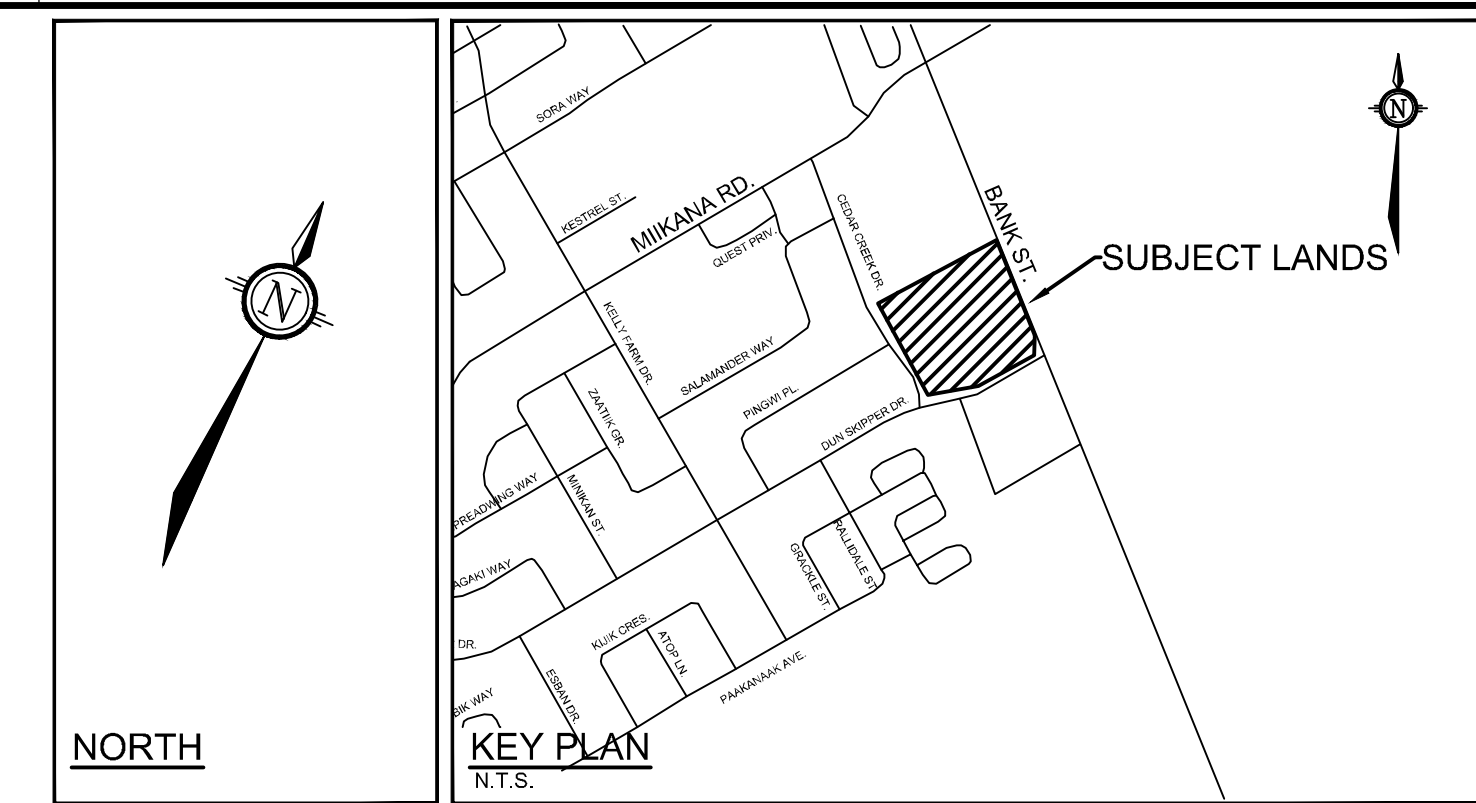 N
NORTH
N
SORA WAY
KESTREL ST.
MIIKANA RD.
QUEST PRIV.
CEDAR CREEK DR.
BANK ST.
SUBJECT LANDS
KELLY FARM DR.
SALAMANDER WAY
ZAATIIK GR.
PINGWI PL.
DUN SKIPPER DR.
PREADWING WAY
MINIKAN ST.
AGAKI WAY
GRACKLE ST.
RALLIDALE ST
DR.
KIJIK CRES.
ATOP LN.
ESBAN DR.
PAAKANAAK AVE.
BIK WAY
KEY PLAN
N.T.S.